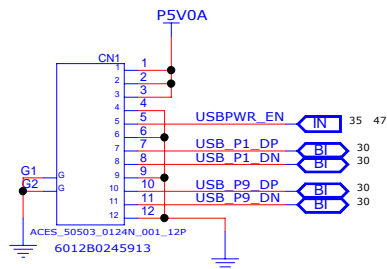 P5V0A
CN1
1 1
2 2
3 3
4 4
5 5 USBPWR_EN IN 35 47
6 6
7 7 USB_P1_DP BI 30
8 8 USB_P1_DN BI 30
G1 G 9 9
G2 G 10 10 USB_P9_DP BI 30
11 11 USB_P9_DN BI 30
12 12
ACES_50503_0124N_001_12P
6012B0245913